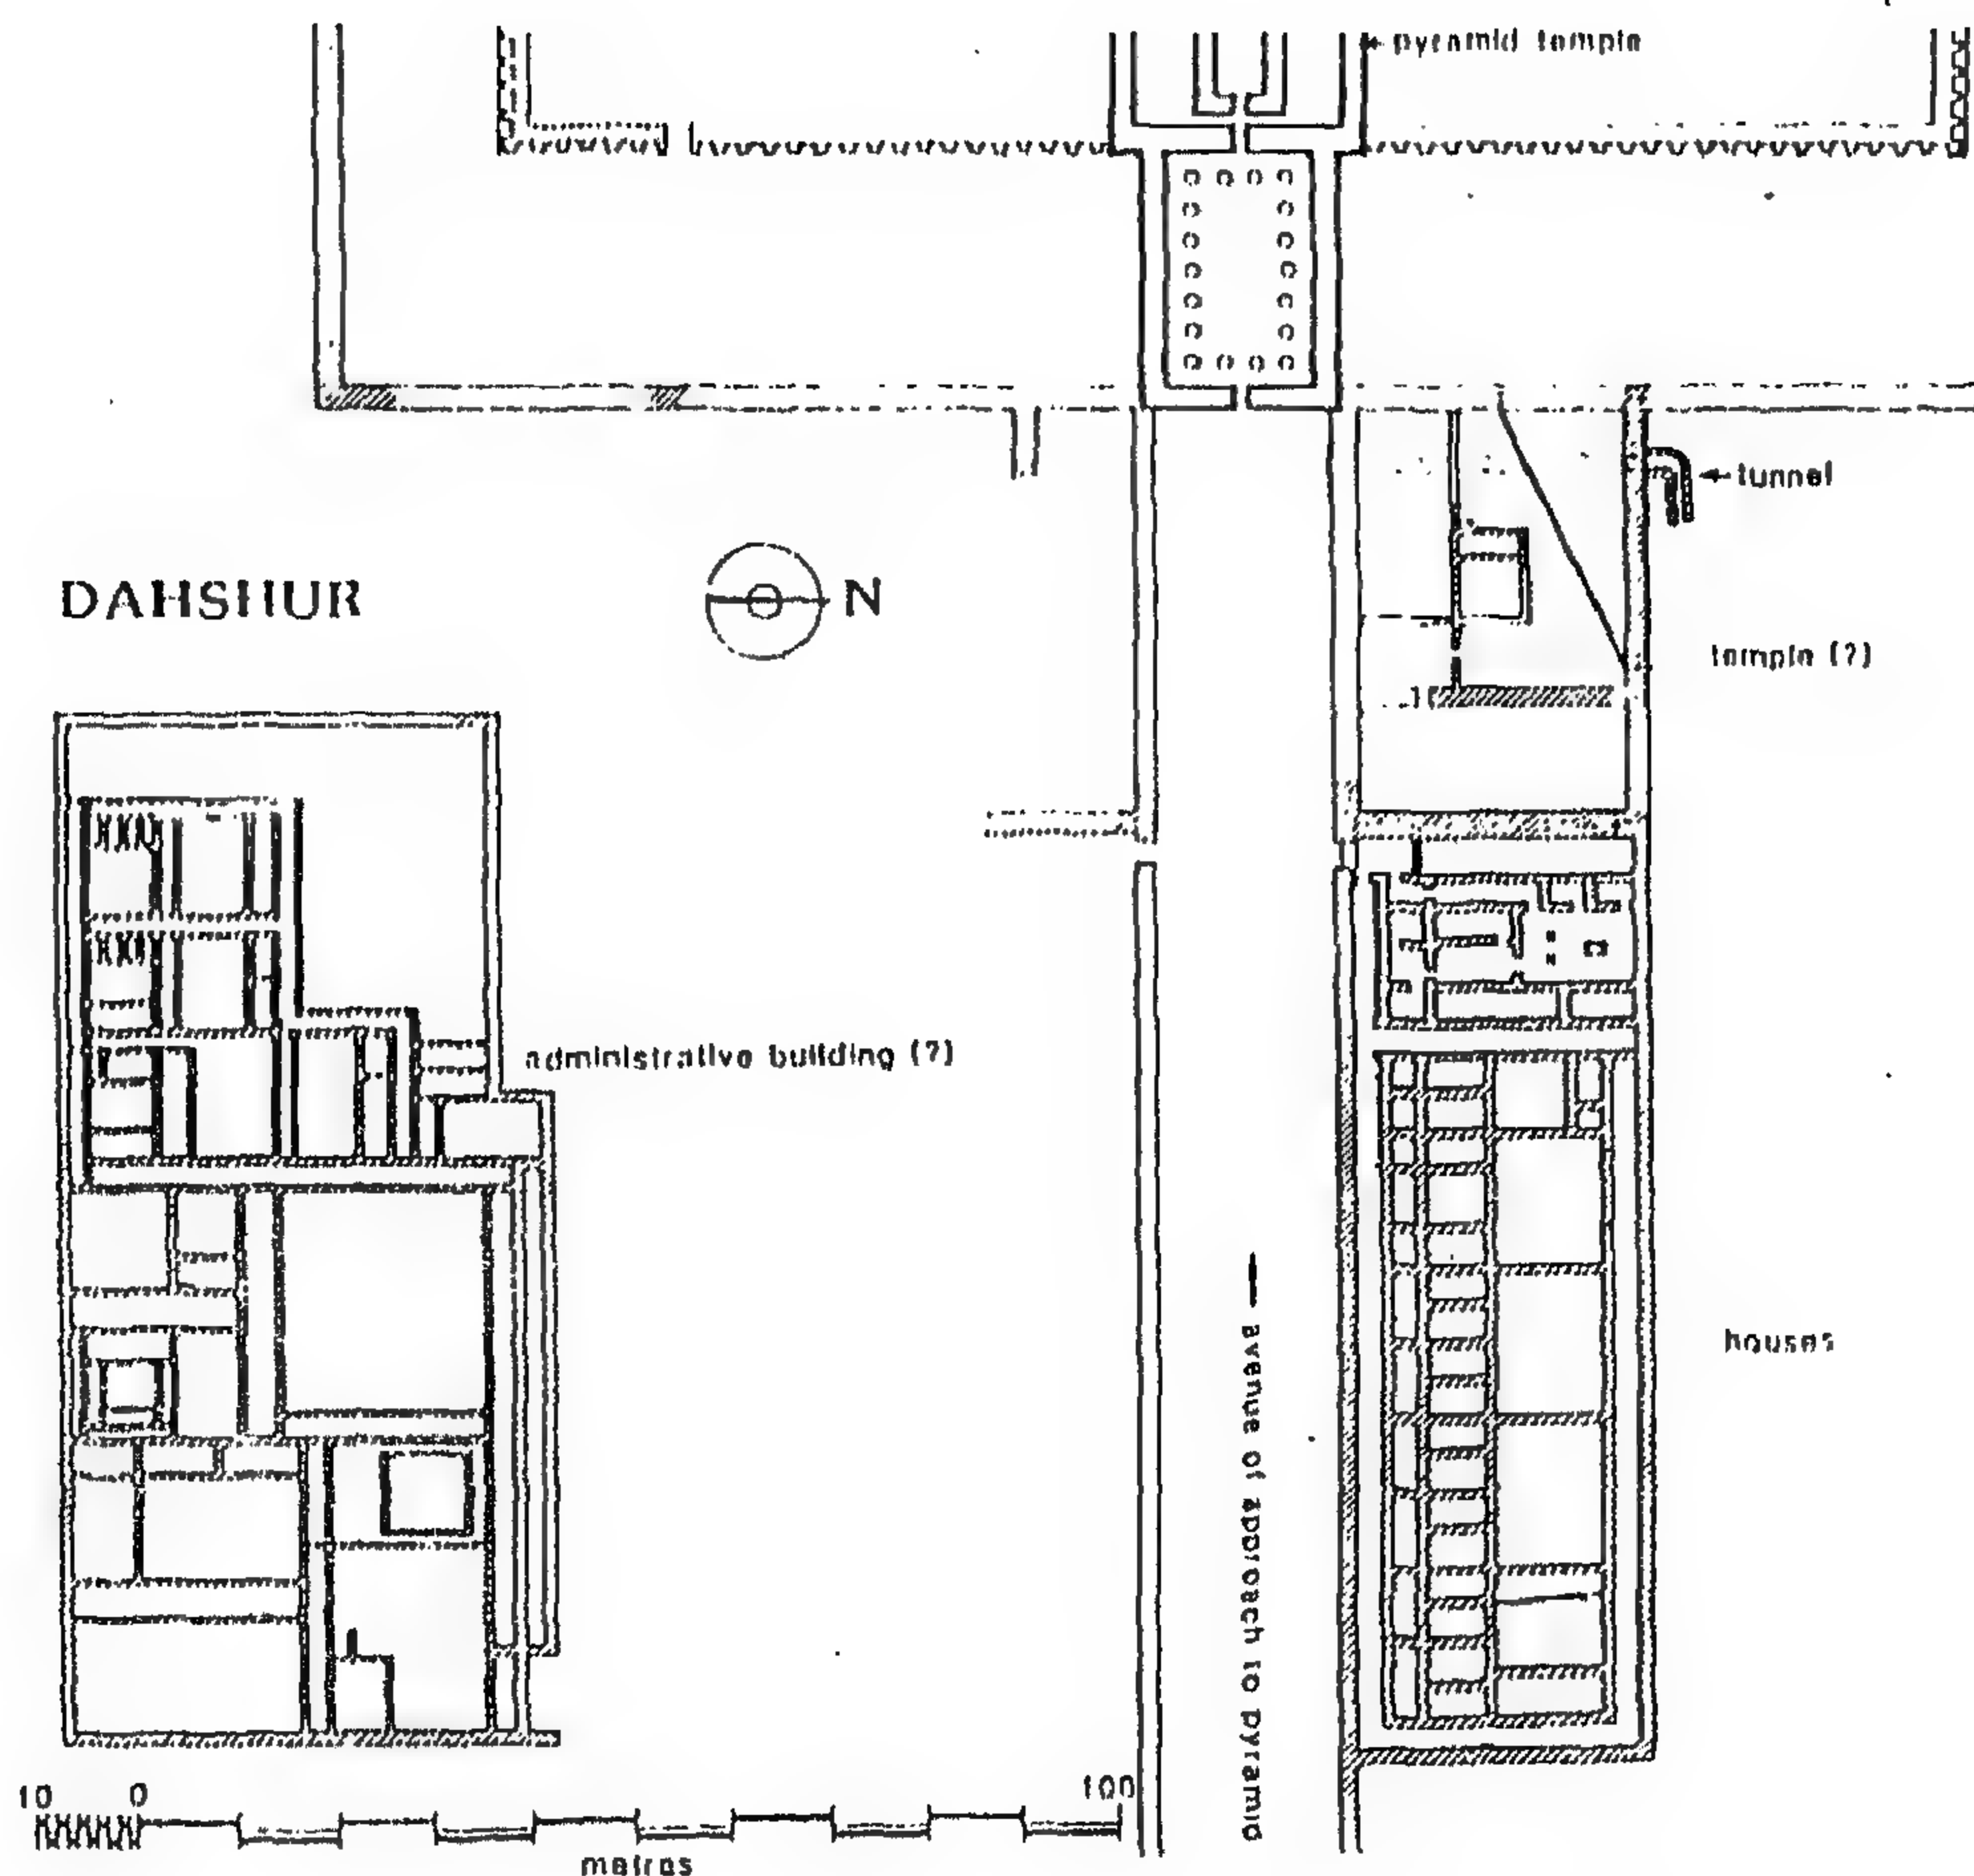 pyramid temple
tunnel
DAHSHUR
N
temple (?)
administrative building (?)
houses
avenue of approach to pyramid
10 0 100
metres